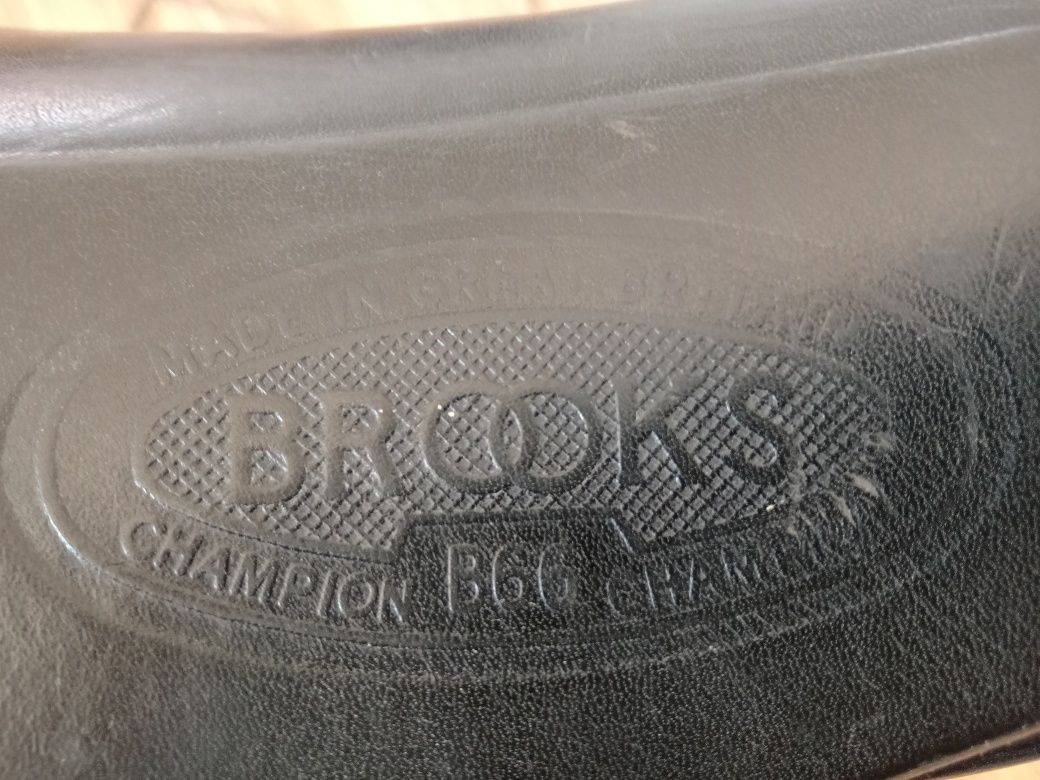 MADE IN GREAT BRITAIN
BROOKS
CHAMPION B66 CHAMPION